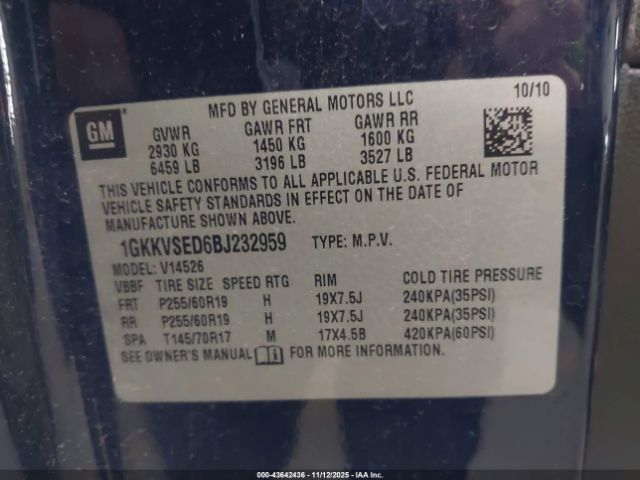 MFD BY GENERAL MOTORS LLC 10/10
GM
GVWR GAWR FRT GAWR RR
2930 KG 1450 KG 1600 KG
6459 LB 3196 LB 3527 LB
THIS VEHICLE CONFORMS TO ALL APPLICABLE U.S. FEDERAL MOTOR
VEHICLE SAFETY STANDARDS IN EFFECT ON THE DATE OF
MANUFACTURE SHOWN ABOVE.
1GKKVSED6BJ232959 TYPE: M.P.V.
MODEL: V14526
VBBF TIRE SIZE SPEED RTG RIM COLD TIRE PRESSURE
FRT P255/60R19 H 19X7.5J 240KPA(35PSI)
RR P255/60R19 H 19X7.5J 240KPA(35PSI)
SPA T145/70R17 M 17X4.5B 420KPA(60PSI)
SEE OWNER'S MANUAL FOR MORE INFORMATION.
000-43642436 - 11/12/2025 - IAA Inc.